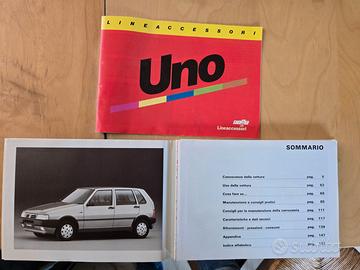 LINEACCESSORI
Uno
FIAT
Lineaccessori
SOMMARIO
Conoscenza della vettura pag. 5
Uso della vettura pag. 53
Cosa fare se... pag. 65
Manutenzione e consigli pratici pag. 85
Consigli per la manutenzione della carrozzeria pag. 111
Caratteristiche e dati tecnici pag. 117
Rifornimenti - pressioni - consumi pag. 139
Appendice pag. 147
Indice alfabetico pag. 151